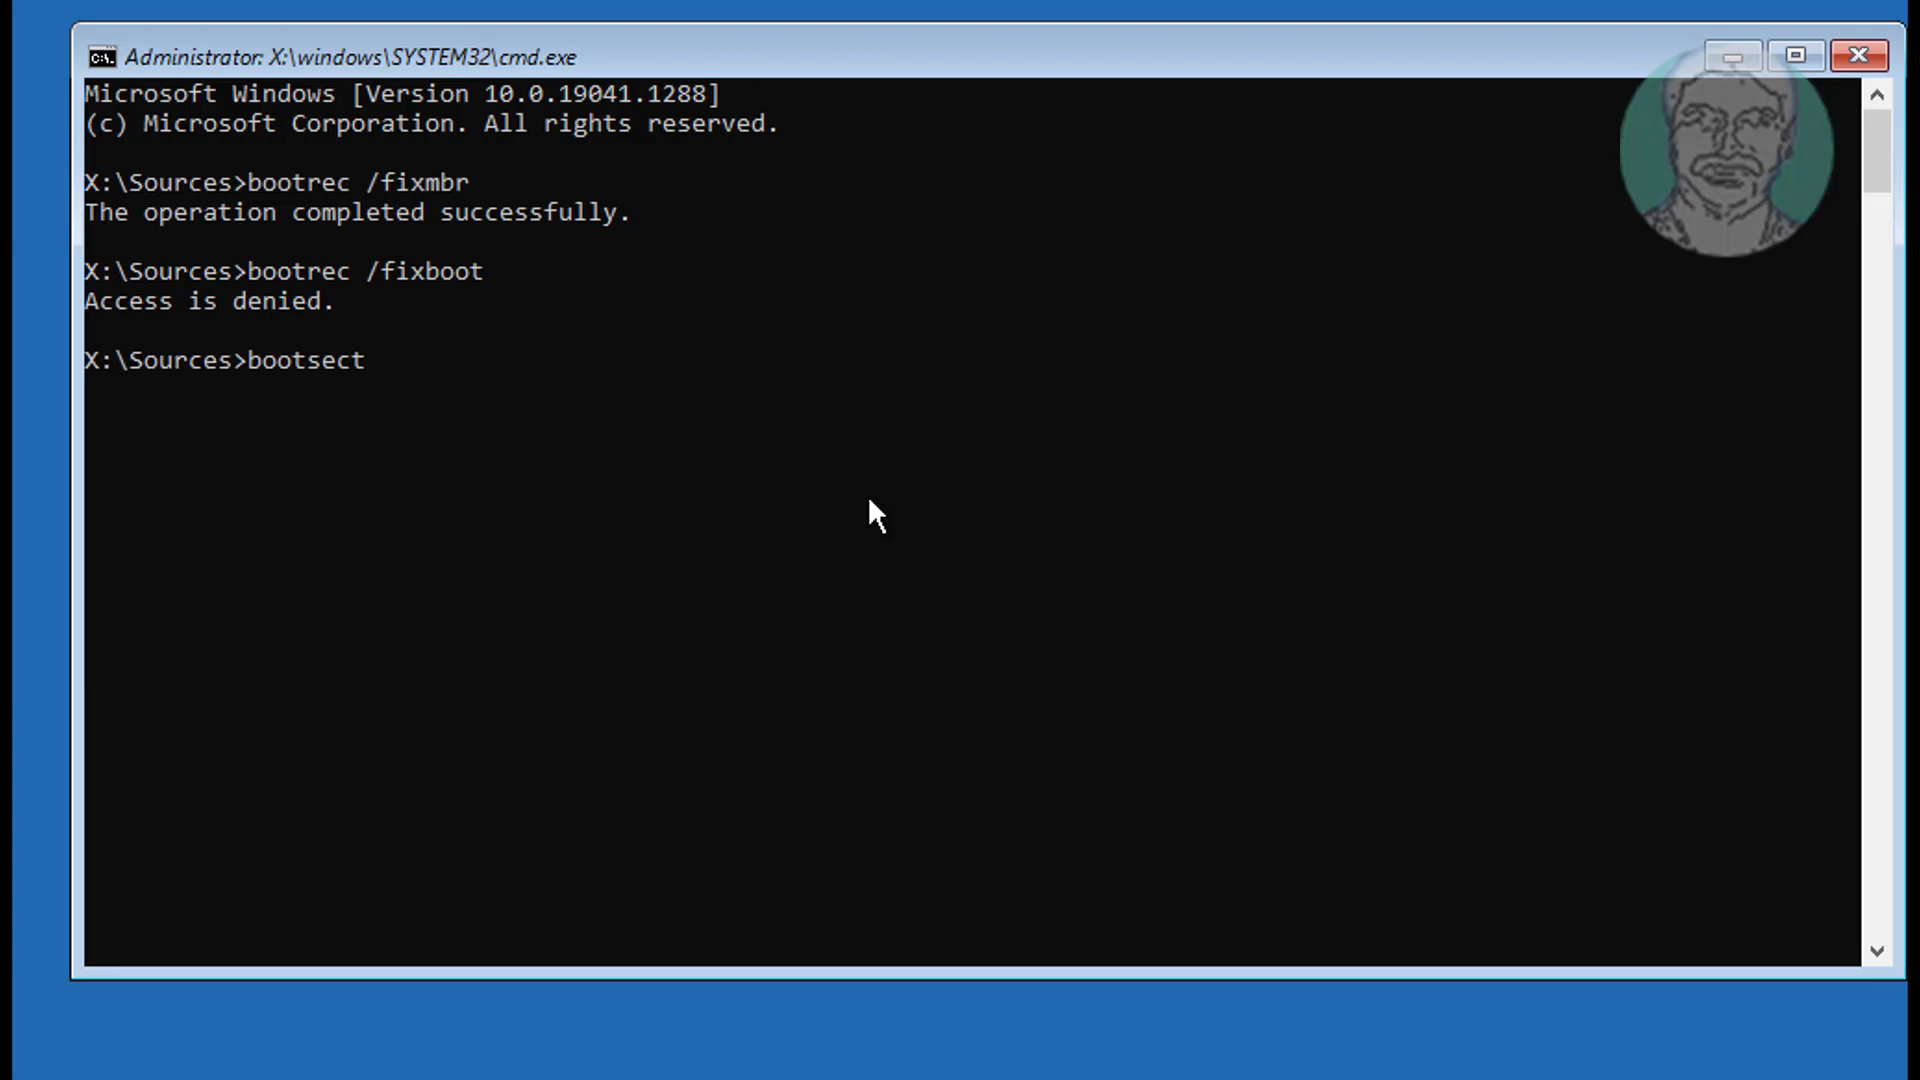 Administrator: X:\windows\SYSTEM32\cmd.exe
Microsoft Windows [Version 10.0.19041.1288]
(c) Microsoft Corporation. All rights reserved.
X:\Sources>bootrec /fixmbr
The operation completed successfully.
X:\Sources>bootrec /fixboot
Access is denied.
X:\Sources>bootsect